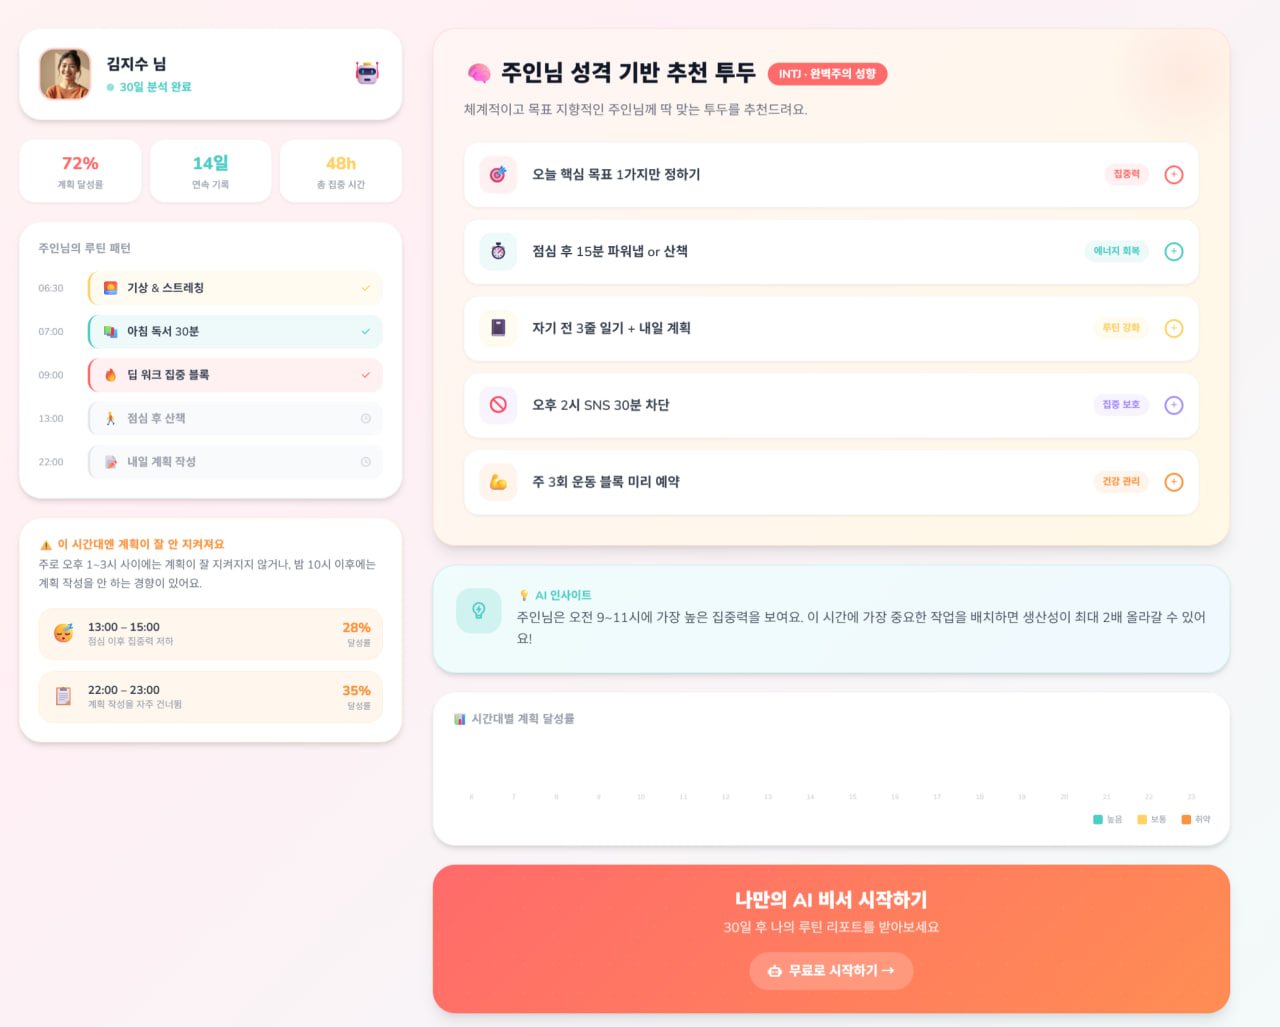 김지수 님
30일 분석 완료
72%
계획 달성률
14일
연속 기록
48h
총 집중 시간
주인님의 루틴 패턴
06:30 기상 & 스트레칭
07:00 아침 독서 30분
09:00 딥 워크 집중 블록
13:00 점심 후 산책
22:00 내일 계획 작성
이 시간대엔 계획이 잘 안 지켜져요
주로 오후 1~3시 사이에는 계획이 잘 지켜지지 않거나, 밤 10시 이후에는
계획 작성을 안 하는 경향이 있어요.
13:00 – 15:00
점심 이후 집중력 저하
28%
달성률
22:00 – 23:00
계획 작성을 자주 건너뜀
35%
달성률
주인님 성격 기반 추천 투두 INTJ · 완벽주의 성향
체계적이고 목표 지향적인 주인님께 딱 맞는 투두를 추천드려요.
오늘 핵심 목표 1가지만 정하기 집중력
점심 후 15분 파워냅 or 산책 에너지 회복
자기 전 3줄 일기 + 내일 계획 루틴 강화
오후 2시 SNS 30분 차단 집중 보호
주 3회 운동 블록 미리 예약 건강 관리
AI 인사이트
주인님은 오전 9~11시에 가장 높은 집중력을 보여요. 이 시간에 가장 중요한 작업을 배치하면 생산성이 최대 2배 올라갈 수 있어
요!
시간대별 계획 달성률
6 7 8 9 10 11 12 13 14 15 16 17 18 19 20 21 22 23
높음 보통 취약
나만의 AI 비서 시작하기
30일 후 나의 루틴 리포트를 받아보세요
무료로 시작하기 →